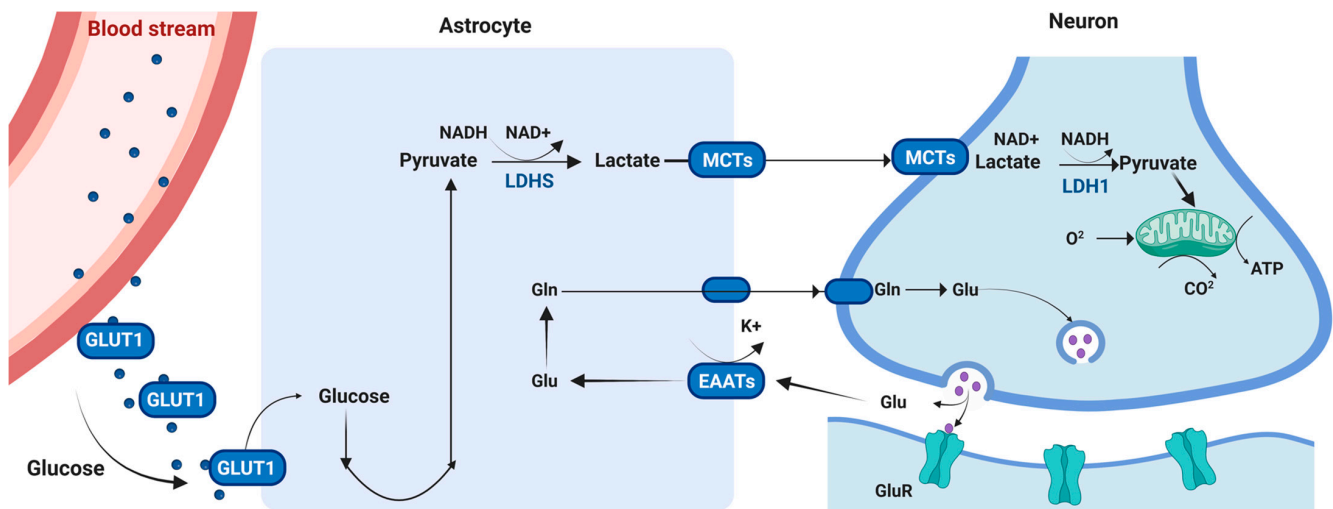 Blood stream
Astrocyte
Neuron
NADH NAD+
Pyruvate
Lactate
LDHS
MCTs
MCTs
NAD+
Lactate
NADH
Pyruvate
LDH1
O²
ATP
CO²
Gln
Gln
Glu
K+
Glu
EAATs
Glu
GLUT1
GLUT1
GLUT1
Glucose
Glucose
GluR